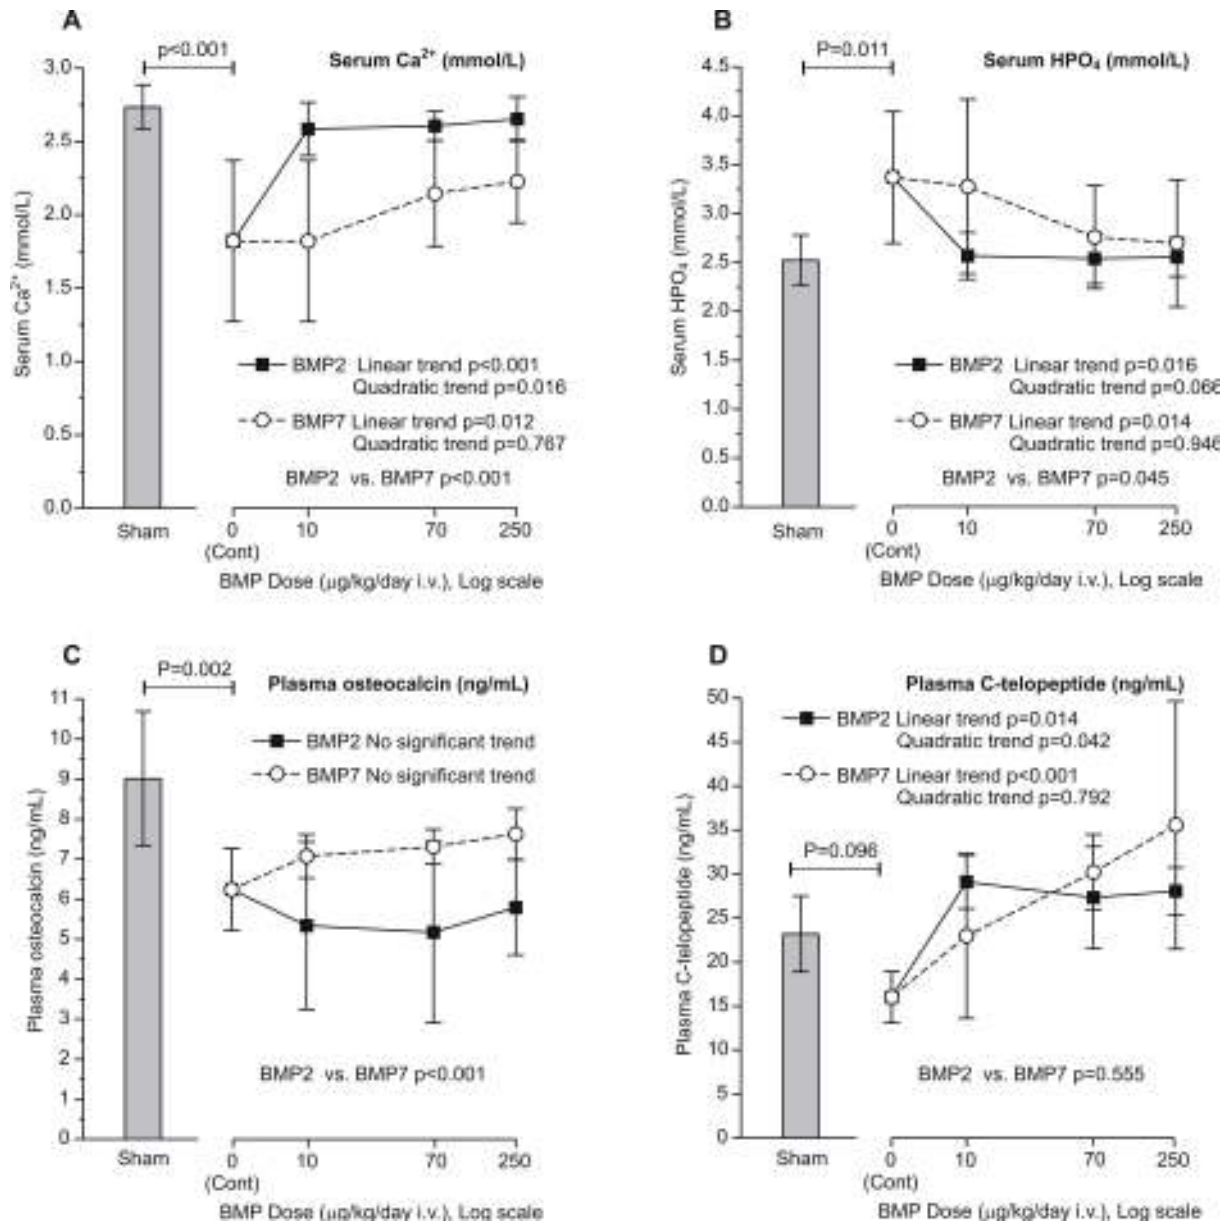 A
p<0.001
Serum Ca²⁺ (mmol/L)
3.0
2.5
2.0
1.5
1.0
0.5
0.0
Serum Ca²⁺ (mmol/L)
BMP2 Linear trend p<0.001
Quadratic trend p=0.016
BMP7 Linear trend p=0.012
Quadratic trend p=0.767
BMP2 vs. BMP7 p<0.001
Sham
0 10 70 250
(Cont)
BMP Dose (μg/kg/day i.v.), Log scale
B
P=0.011
Serum HPO₄ (mmol/L)
4.5
4.0
3.5
3.0
2.5
2.0
1.5
1.0
0.5
0.0
Serum HPO₄ (mmol/L)
BMP2 Linear trend p=0.016
Quadratic trend p=0.066
BMP7 Linear trend p=0.014
Quadratic trend p=0.946
BMP2 vs. BMP7 p=0.045
Sham
0 10 70 250
(Cont)
BMP Dose (μg/kg/day i.v.), Log scale
C
P=0.002
Plasma osteocalcin (ng/mL)
11
10
9
8
7
6
5
4
3
2
1
0
Plasma osteocalcin (ng/mL)
BMP2 No significant trend
BMP7 No significant trend
BMP2 vs. BMP7 p<0.001
Sham
0 10 70 250
(Cont)
BMP Dose (μg/kg/day i.v.), Log scale
D
Plasma C-telopeptide (ng/mL)
50
45
40
35
30
25
20
15
10
5
0
Plasma C-telopeptide (ng/mL)
BMP2 Linear trend p=0.014
Quadratic trend p=0.042
BMP7 Linear trend p<0.001
Quadratic trend p=0.792
P=0.096
BMP2 vs. BMP7 p=0.555
Sham
0 10 70 250
(Cont)
BMP Dose (μg/kg/day i.v.), Log scale